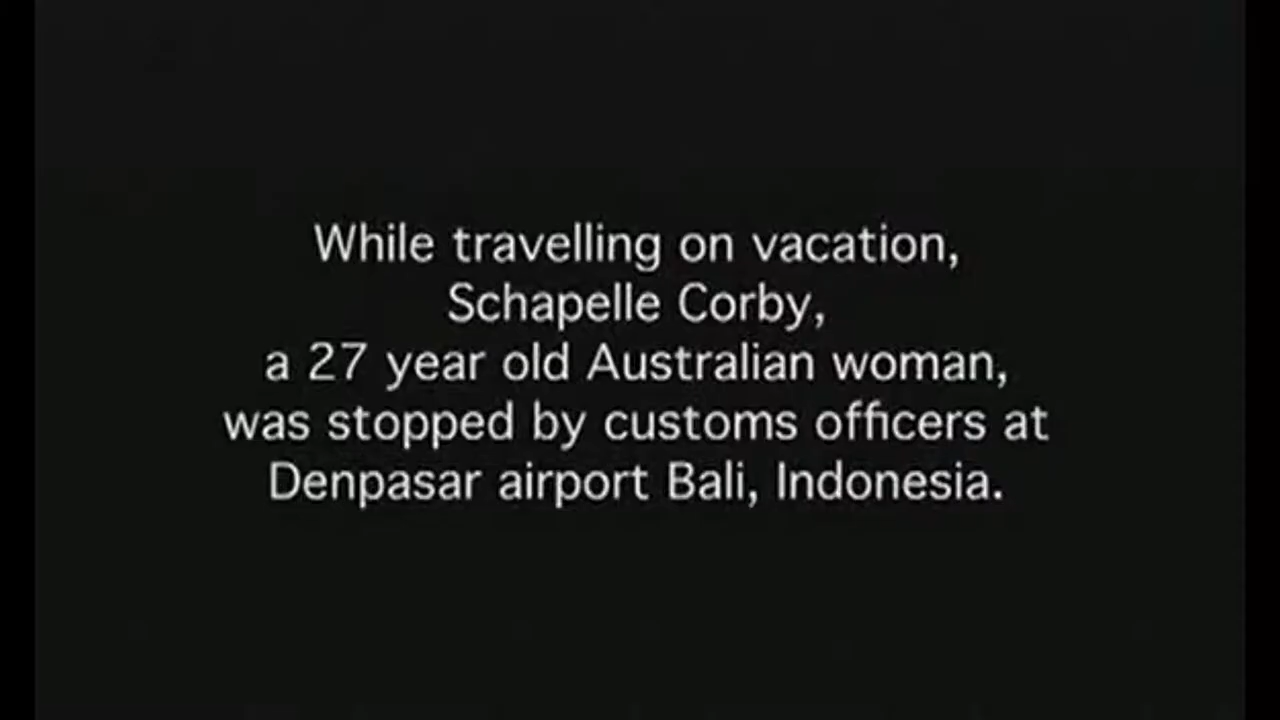 While travelling on vacation,
Schapelle Corby,
a 27 year old Australian woman,
was stopped by customs officers at
Denpasar airport Bali, Indonesia.